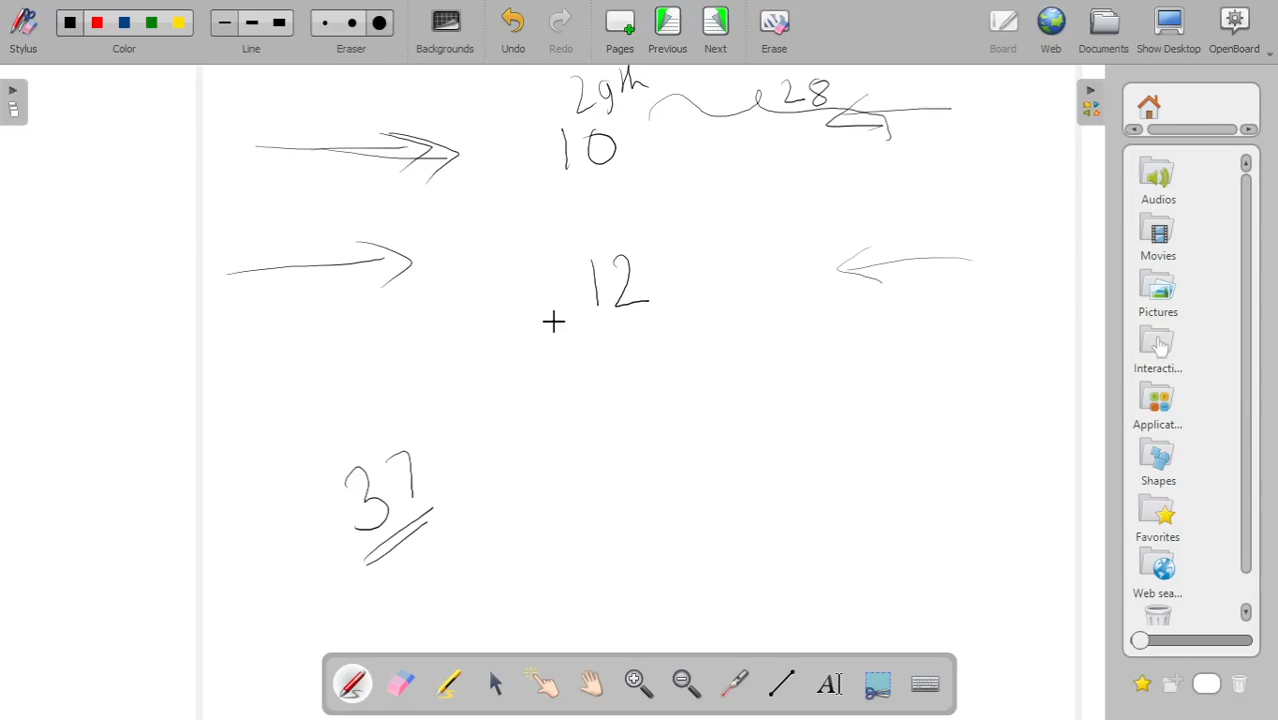 Stylus Color Line Eraser Backgrounds Undo Redo Pages Previous Next Erase Board Web Documents Show Desktop OpenBoard
29th 28
10
12
37
Audios
Movies
Pictures
Interacti...
Applicat...
Shapes
Favorites
Web sea...